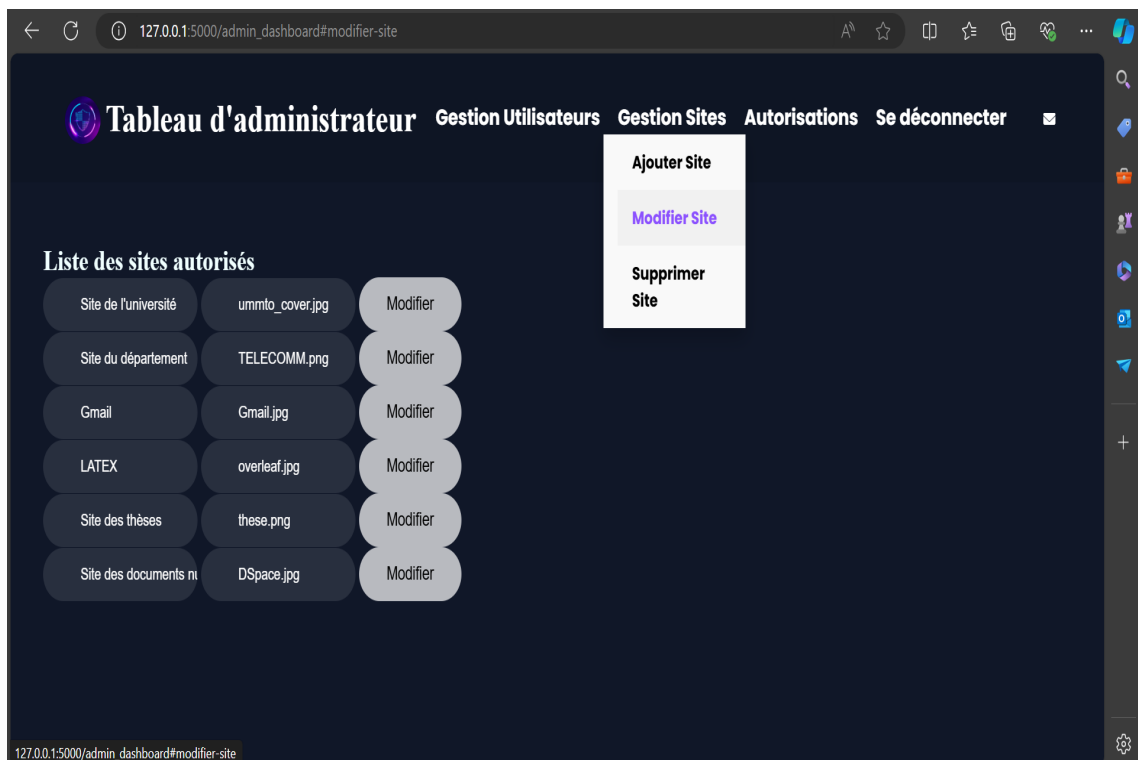 127.0.0.1:5000/admin_dashboard#modifier-site
Tableau d'administrateur Gestion Utilisateurs Gestion Sites Autorisations Se déconnecter
Ajouter Site
Modifier Site
Supprimer
Site
Liste des sites autorisés
Site de l'université ummto_cover.jpg Modifier
Site du département TELECOMM.png Modifier
Gmail Gmail.jpg Modifier
LATEX overleaf.jpg Modifier
Site des thèses these.png Modifier
Site des documents nu DSpace.jpg Modifier
127.0.0.1:5000/admin_dashboard#modifier-site